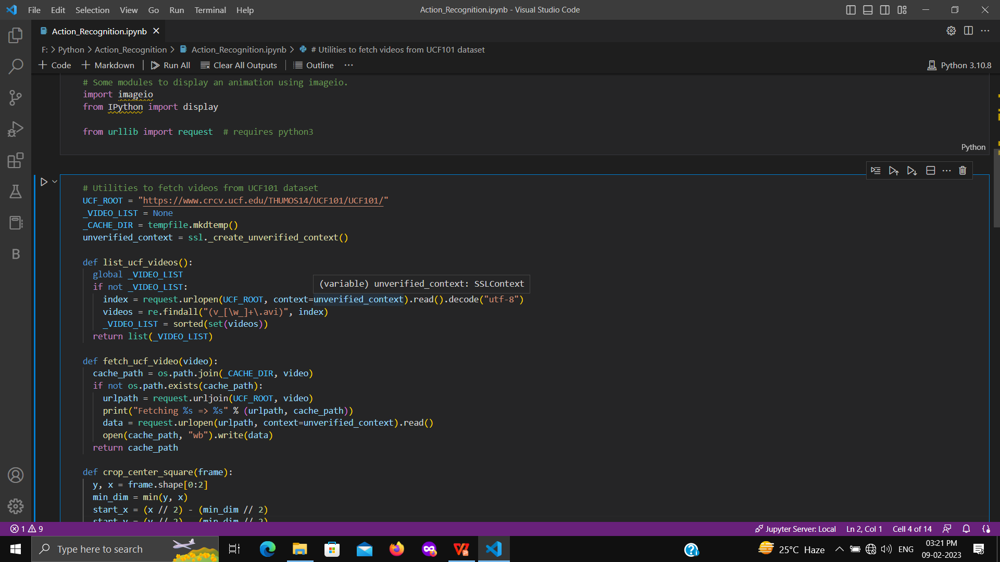 File Edit Selection View Go Run Terminal Help
Action_Recognition.ipynb - Visual Studio Code
Action_Recognition.ipynb
F: > Python > Action_Recognition > Action_Recognition.ipynb > # Utilities to fetch videos from UCF101 dataset
+ Code + Markdown | Run All Clear All Outputs | Outline ...
Python 3.10.8
# Some modules to display an animation using imageio.
import imageio
from IPython import display
from urllib import request  # requires python3
Python
# Utilities to fetch videos from UCF101 dataset
UCF_ROOT = "https://www.crcv.ucf.edu/THUMOS14/UCF101/UCF101/"
_VIDEO_LIST = None
_CACHE_DIR = tempfile.mkdtemp()
unverified_context = ssl._create_unverified_context()
def list_ucf_videos():
global _VIDEO_LIST
(variable) unverified_context: SSLContext
if not _VIDEO_LIST:
index = request.urlopen(UCF_ROOT, context=unverified_context).read().decode("utf-8")
videos = re.findall("(v_[\w_]+\.avi)", index)
_VIDEO_LIST = sorted(set(videos))
return list(_VIDEO_LIST)
def fetch_ucf_video(video):
cache_path = os.path.join(_CACHE_DIR, video)
if not os.path.exists(cache_path):
urlpath = request.urljoin(UCF_ROOT, video)
print("Fetching %s => %s" % (urlpath, cache_path))
data = request.urlopen(urlpath, context=unverified_context).read()
open(cache_path, "wb").write(data)
return cache_path
def crop_center_square(frame):
y, x = frame.shape[0:2]
min_dim = min(y, x)
start_x = (x // 2) - (min_dim // 2)
start_y = (y // 2) - (min_dim // 2)
B
1 9
Jupyter Server: Local Ln 2, Col 1 Cell 4 of 14
Type here to search
25°C Haze
ENG
03:21 PM
09-02-2023